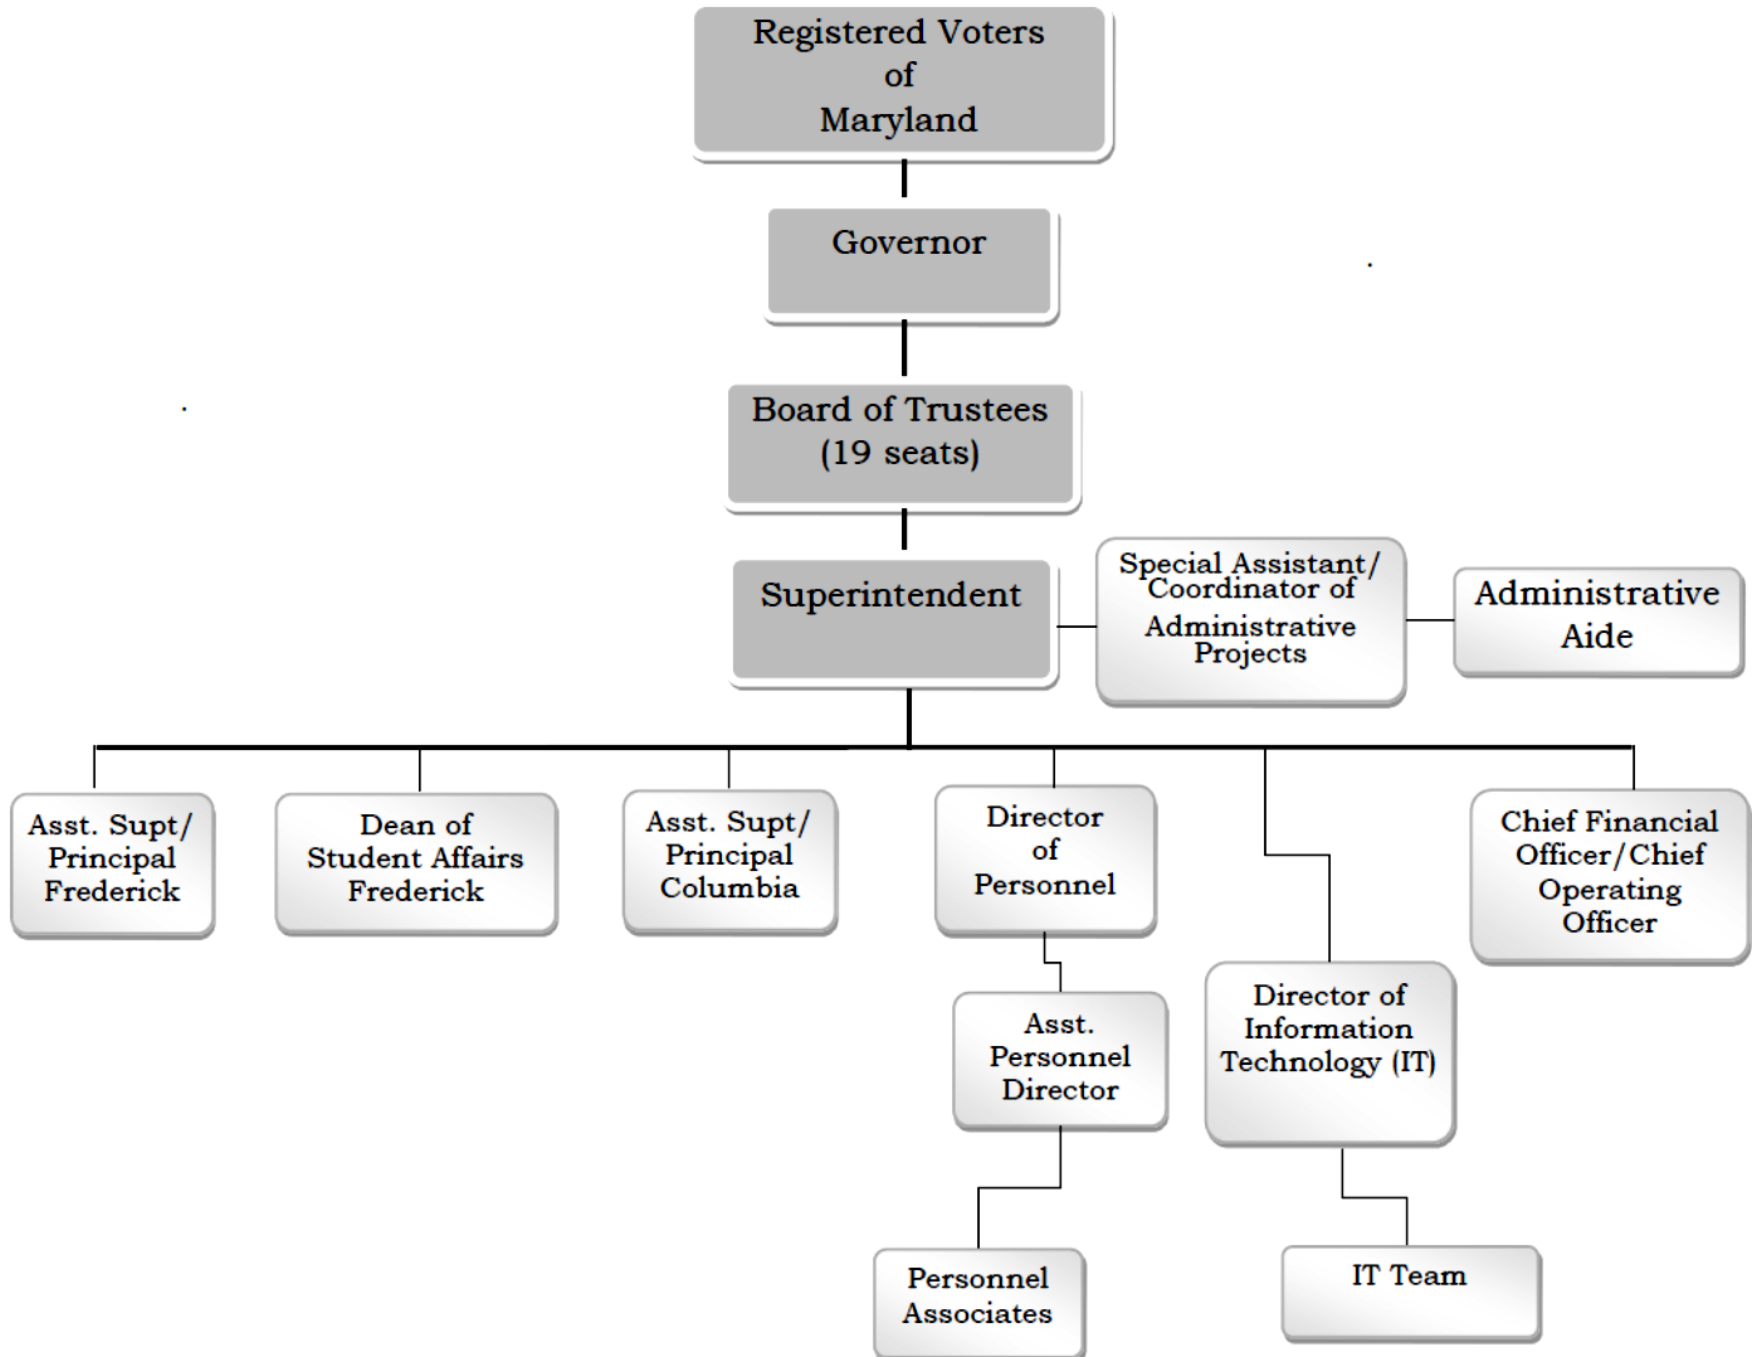 Registered Voters
of
Maryland
Governor
Board of Trustees
(19 seats)
Superintendent
Special Assistant/
Coordinator of
Administrative
Projects
Administrative
Aide
Asst. Supt/
Principal
Frederick
Dean of
Student Affairs
Frederick
Asst. Supt/
Principal
Columbia
Director
of
Personnel
Chief Financial
Officer/Chief
Operating
Officer
Asst.
Personnel
Director
Director of
Information
Technology (IT)
Personnel
Associates
IT Team